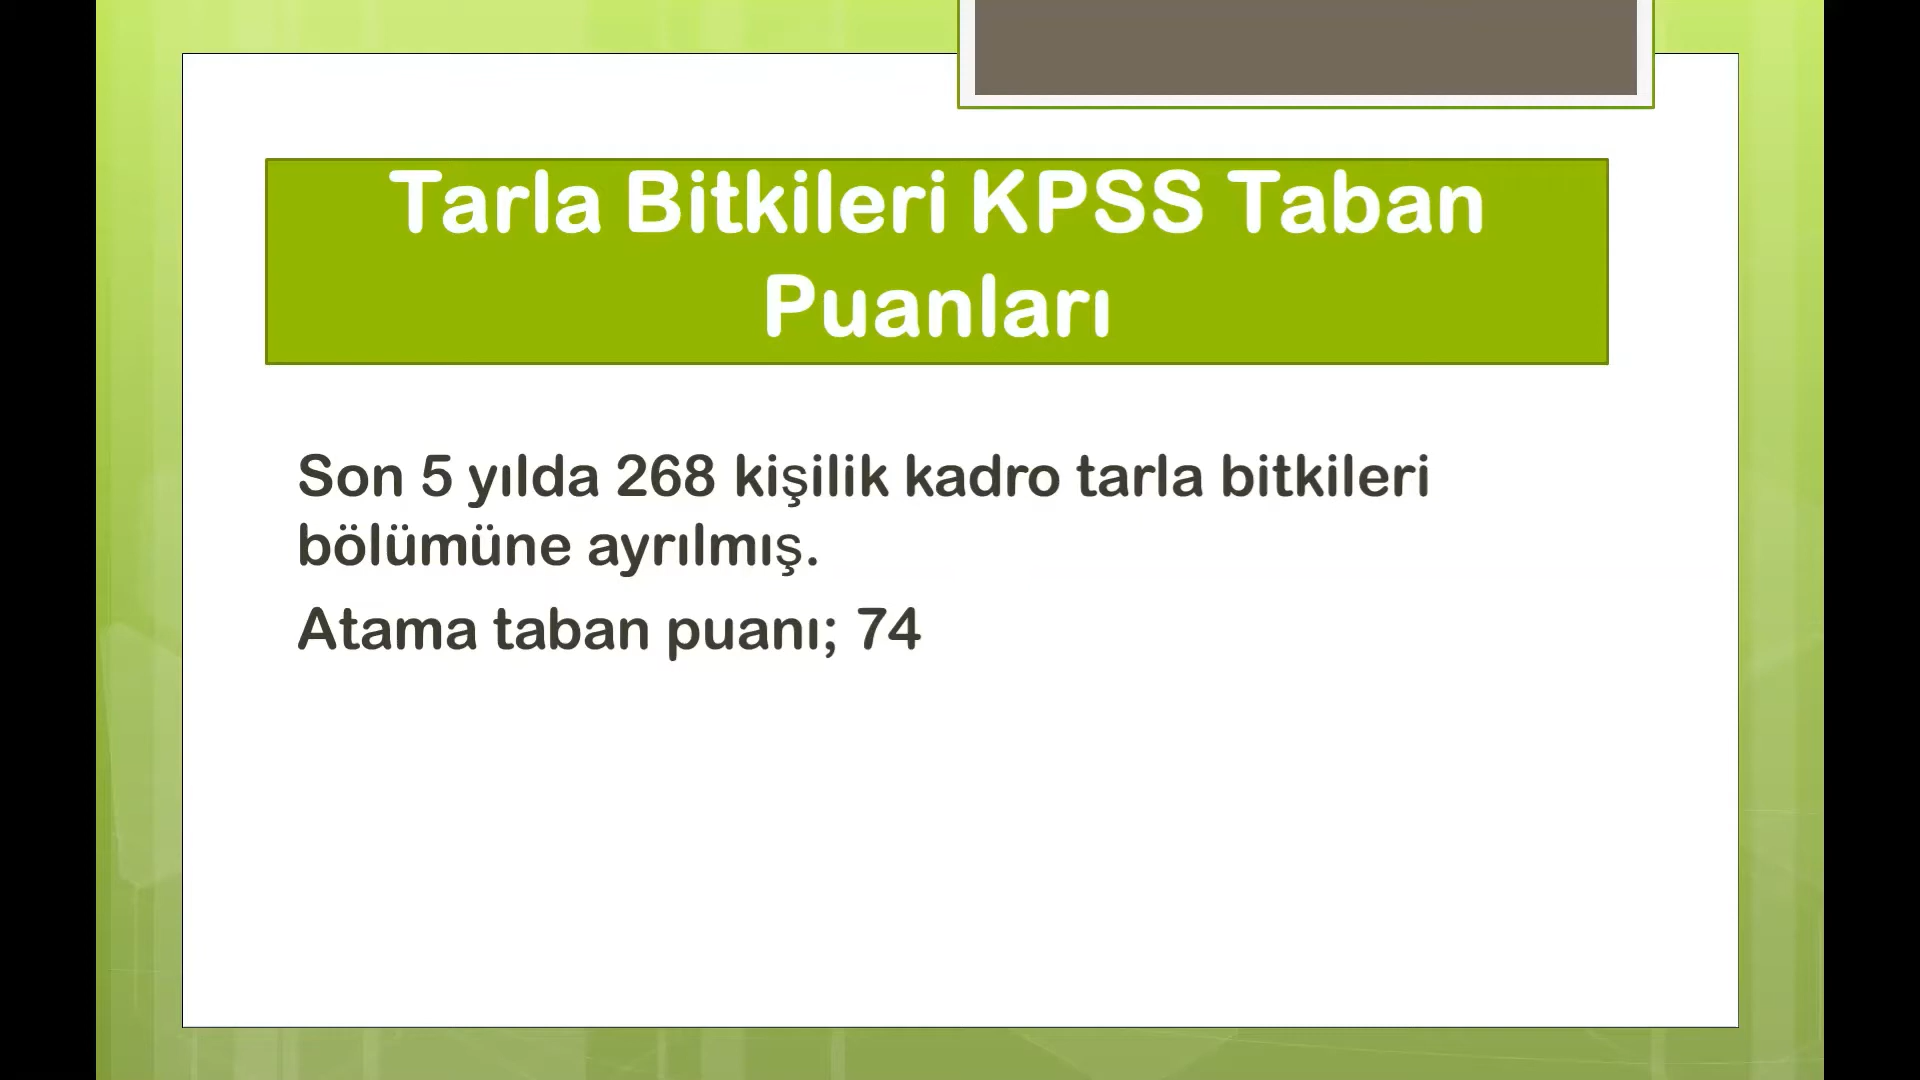 Tarla Bitkileri KPSS Taban
Puanları
Son 5 yılda 268 kişilik kadro tarla bitkileri
bölümüne ayrılmış.
Atama taban puanı; 74